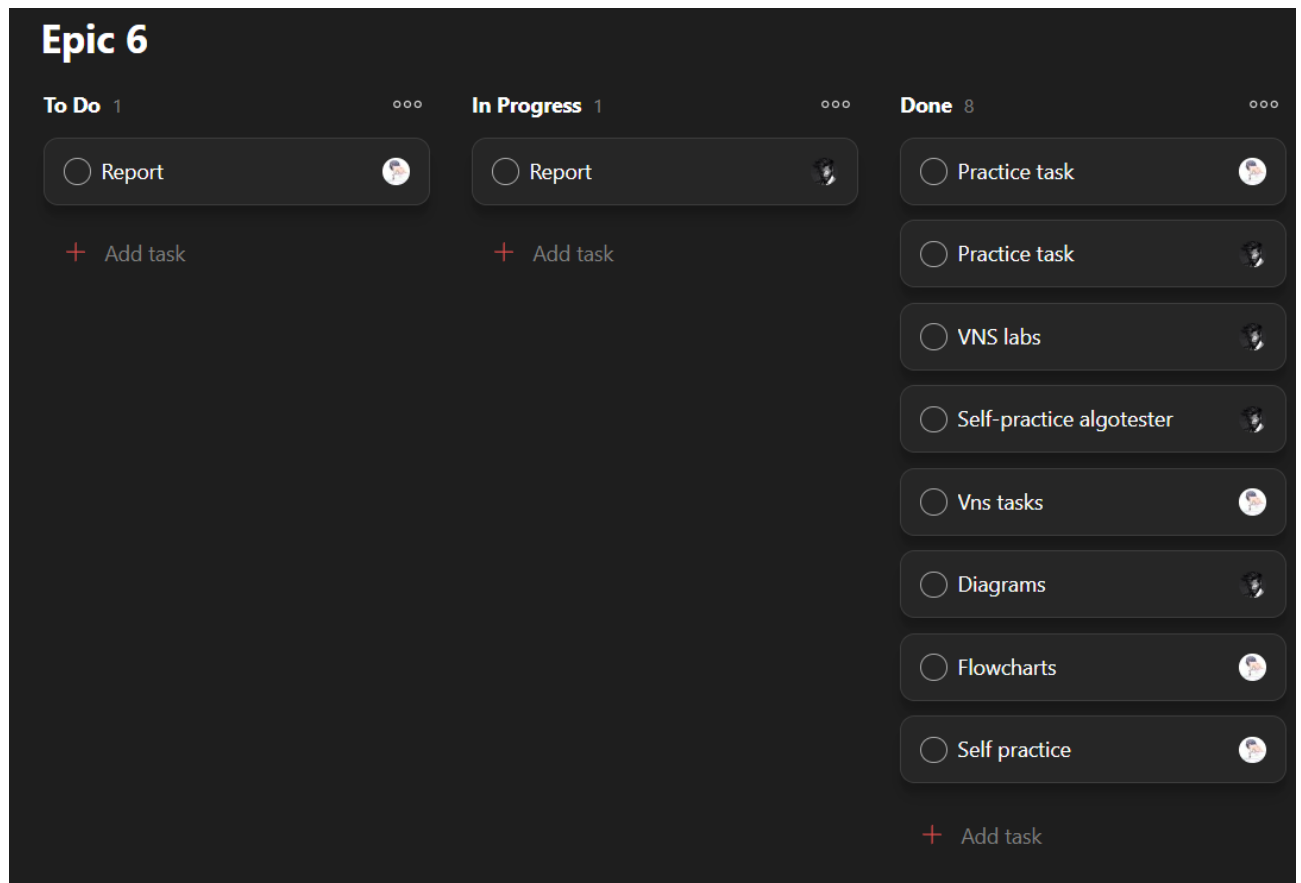 Epic 6
To Do 1
Report
Add task
In Progress 1
Report
Add task
Done 8
Practice task
Practice task
VNS labs
Self-practice algotester
Vns tasks
Diagrams
Flowcharts
Self practice
Add task